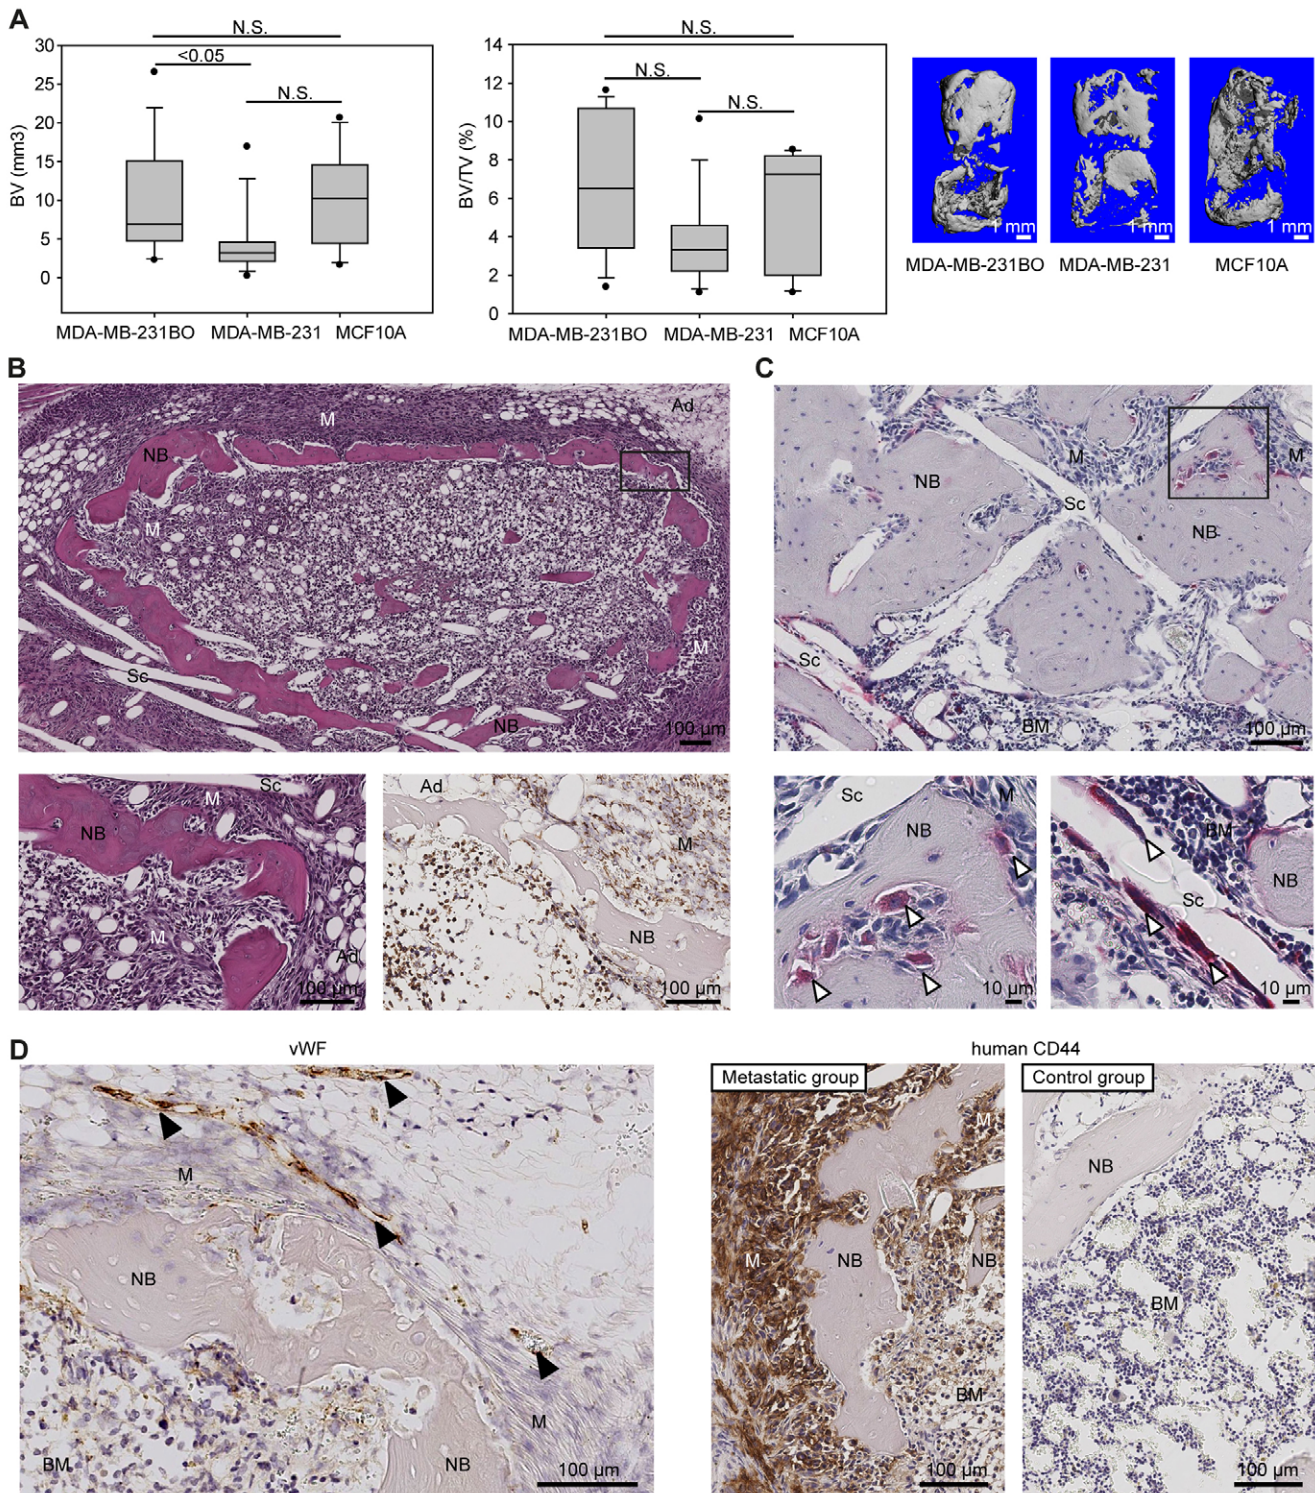 A
N.S.
<0.05
N.S.
30
25
20
15
10
5
0
BV (mm3)
MDA-MB-231BO MDA-MB-231 MCF10A
N.S.
N.S.
N.S.
14
12
10
8
6
4
2
0
BV/TV (%)
MDA-MB-231BO MDA-MB-231 MCF10A
1 mm 1 mm 1 mm
MDA-MB-231BO MDA-MB-231 MCF10A
B
Ad
M
NB
M
M
Sc
NB
100 µm
Sc
M
NB
M
Ad
100 µm
Ad
M
NB
100 µm
C
M
M
NB
Sc
NB
Sc
BM
100 µm
Sc
M
NB
10 µm
BM
NB
Sc
10 µm
D
vWF
M
NB
M
BM
NB
100 µm
human CD44
Metastatic group
M
M
NB
NB
BM
100 µm
Control group
NB
BM
100 µm